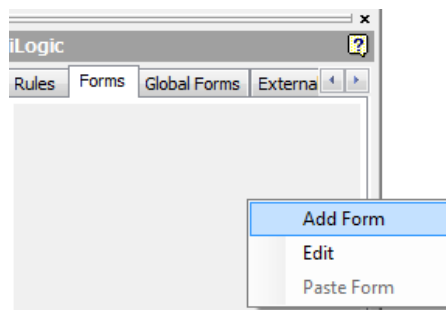 iLogic
Rules Forms Global Forms Externa
Add Form
Edit
Paste Form